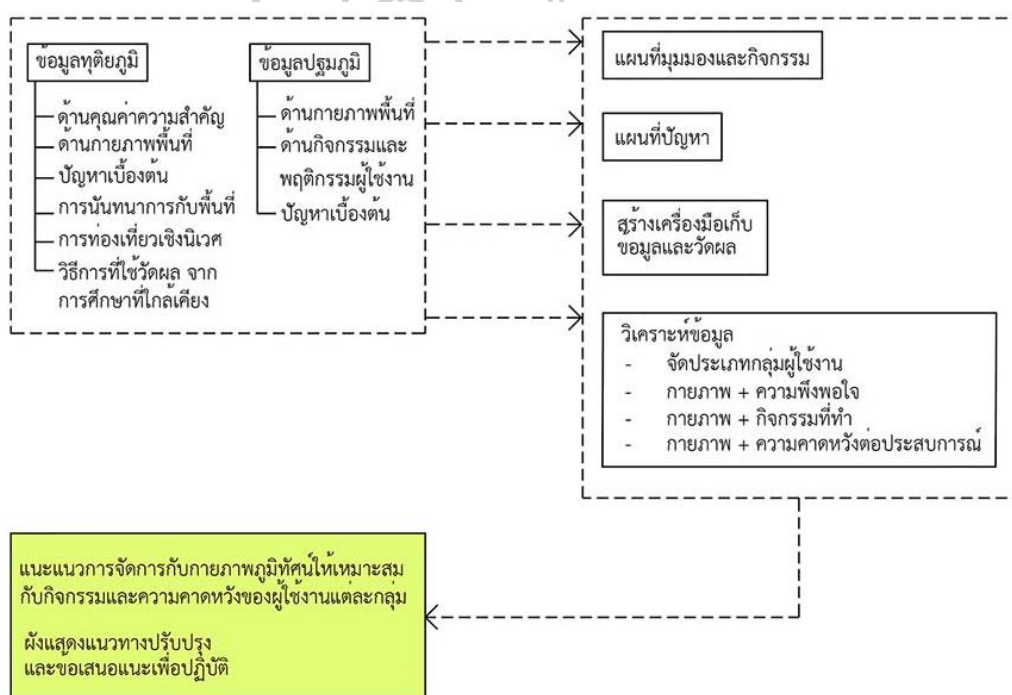 ข้อมูลทุติยภูมิ
ด้านคุณค่าความสำคัญ
ด้านกายภาพพื้นที่
ปัญหาเบื้องต้น
การนันทนาการกับพื้นที่
การท่องเที่ยวเชิงนิเวศ
วิธีการที่ใช้วัดผล จาก
การศึกษาที่ใกล้เคียง
ข้อมูลปฐมภูมิ
ด้านกายภาพพื้นที่
ด้านกิจกรรมและ
พฤติกรรมผู้ใช้งาน
ปัญหาเบื้องต้น
แผนที่มุมมองและกิจกรรม
แผนที่ปัญหา
สร้างเครื่องมือเก็บ
ข้อมูลและวัดผล
วิเคราะห์ข้อมูล
- จัดประเภทกลุ่มผู้ใช้งาน
- กายภาพ + ความพึงพอใจ
- กายภาพ + กิจกรรมที่ทำ
- กายภาพ + ความคาดหวังต่อประสบการณ์
แนะแนวการจัดการกับกายภาพภูมิทัศน์ให้เหมาะสม
กับกิจกรรมและความคาดหวังของผู้ใช้งานแต่ละกลุ่ม
ผังแสดงแนวทางปรับปรุง
และข้อเสนอแนะเพื่อปฏิบัติ